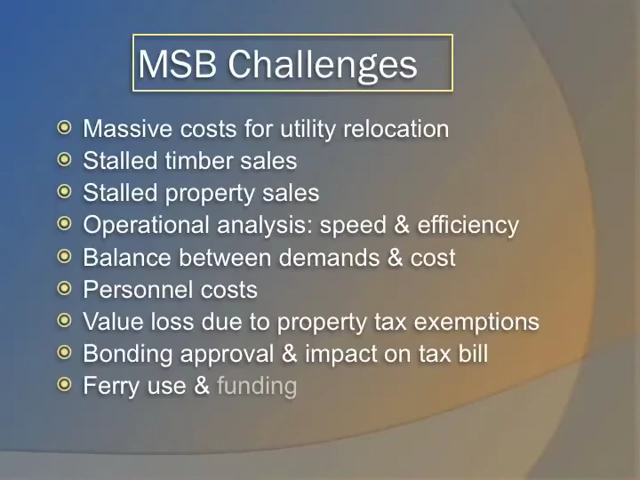 MSB Challenges
Massive costs for utility relocation
Stalled timber sales
Stalled property sales
Operational analysis: speed & efficiency
Balance between demands & cost
Personnel costs
Value loss due to property tax exemptions
Bonding approval & impact on tax bill
Ferry use & funding